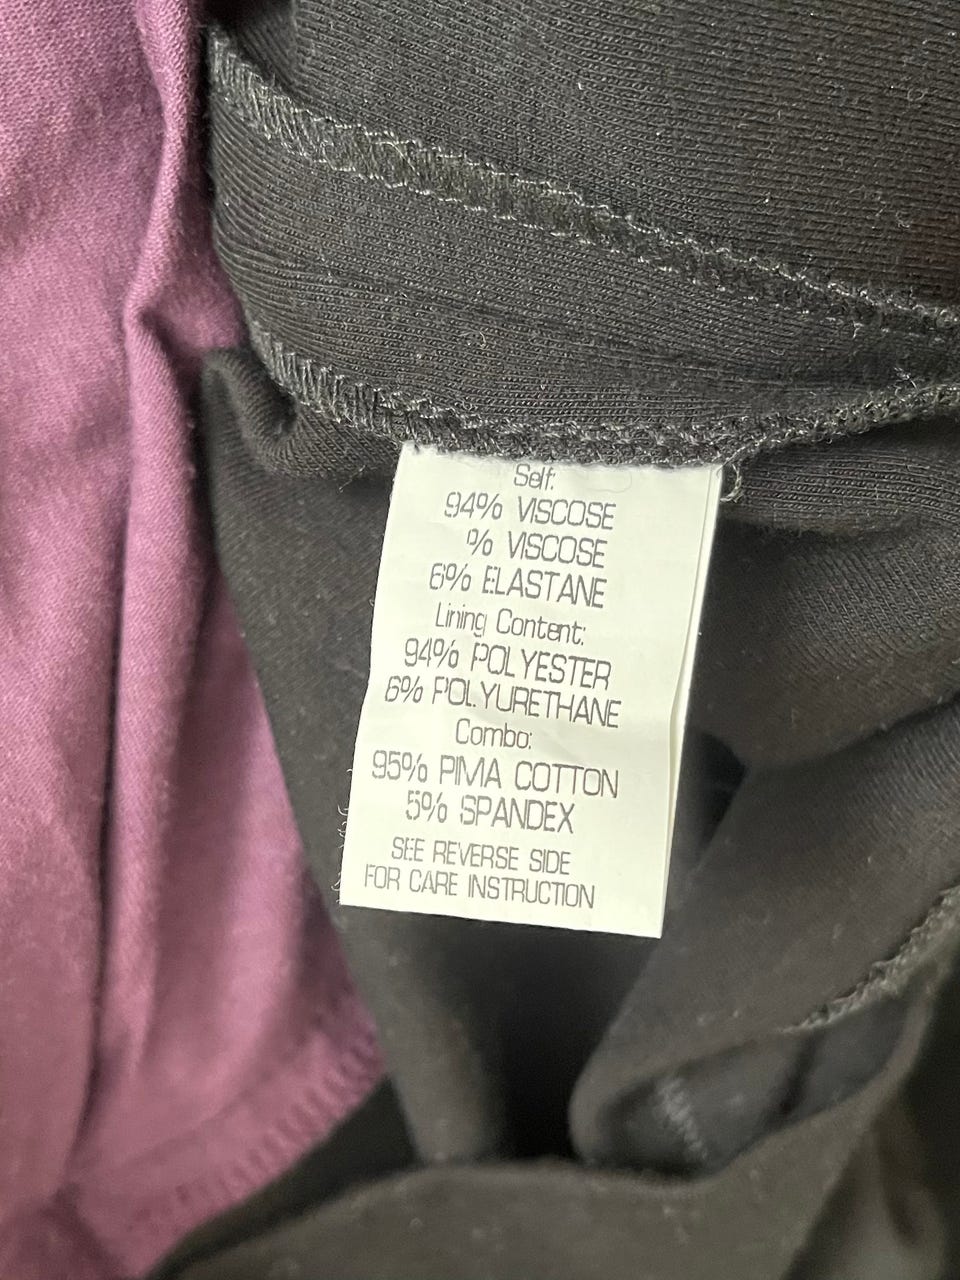 Self:
94% VISCOSE
% VISCOSE
6% ELASTANE
Lining Content:
94% POLYESTER
6% POLYURETHANE
Combo:
95% PIMA COTTON
5% SPANDEX
SEE REVERSE SIDE
FOR CARE INSTRUCTION